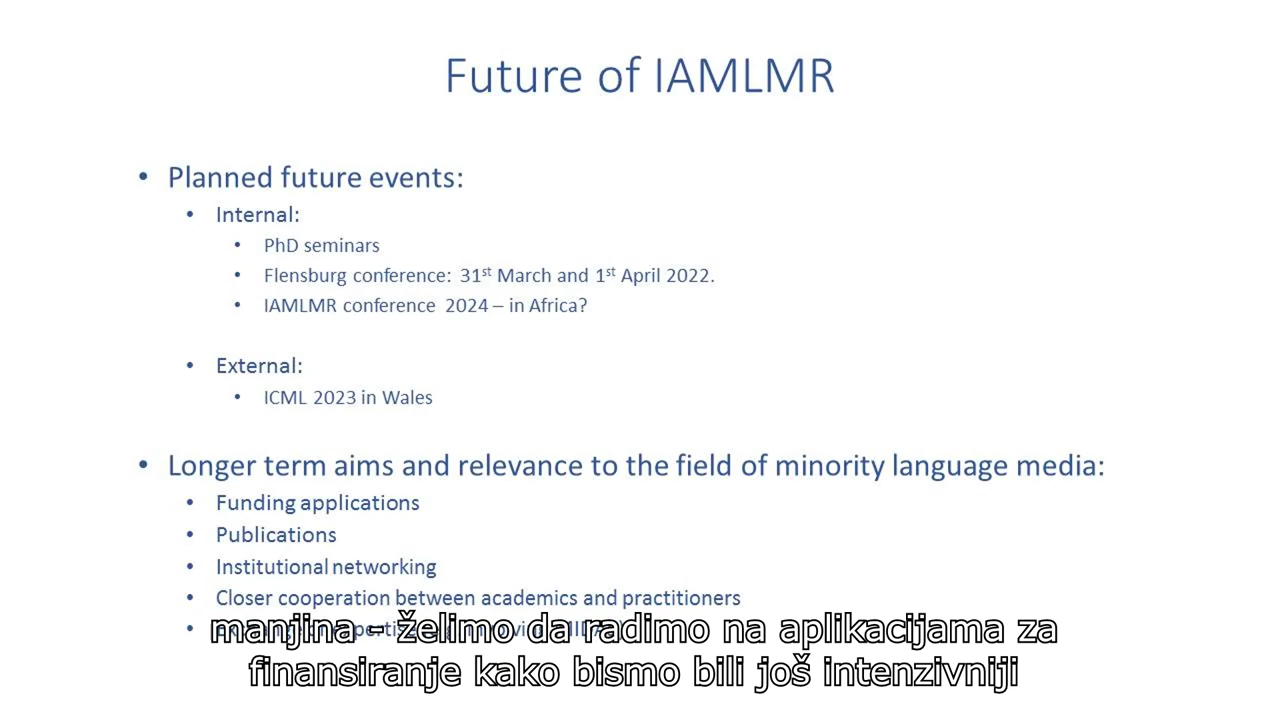 Future of IAMLMR
• Planned future events:
• Internal:
• PhD seminars
• Flensburg conference: 31st March and 1st April 2022.
• IAMLMR conference 2024 – in Africa?
• External:
• ICML 2023 in Wales
• Longer term aims and relevance to the field of minority language media:
• Funding applications
• Publications
• Institutional networking
• Closer cooperation between academics and practitioners
manjina – želimo da radimo na aplikacijama za
finansiranje kako bismo bili još intenzivniji